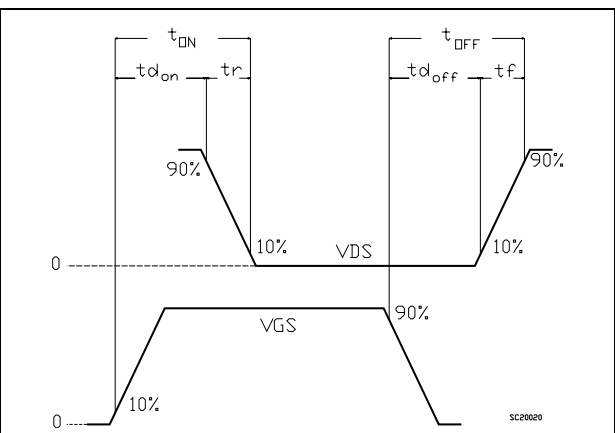 tON tOFF
tdon tr tdoff tf
90% 90%
10% VDS 10%
0
90%
VGS
10%
0 SC20020